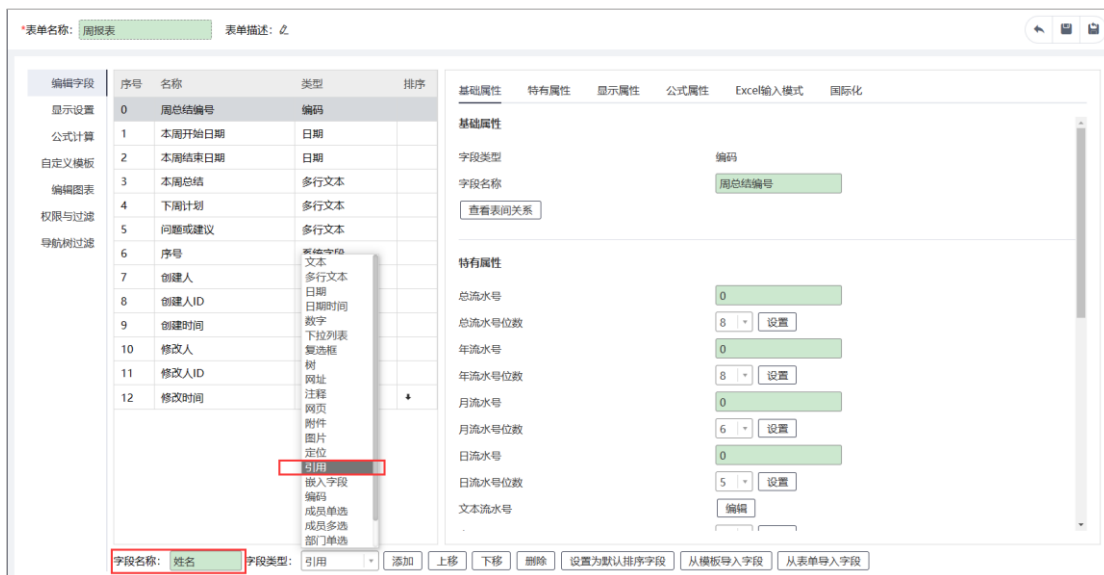 *表单名称: 周报表 表单描述:
编辑字段
显示设置
公式计算
自定义模板
编辑图表
权限与过滤
导航树过滤
序号 名称 类型 排序
0 周总结编号 编码
1 本周开始日期 日期
2 本周结束日期 日期
3 本周总结 多行文本
4 下周计划 多行文本
5 问题或建议 多行文本
6 序号 系统字段
7 创建人
8 创建人ID
9 创建时间
10 修改人
11 修改人ID
12 修改时间
文本
多行文本
日期
日期时间
数字
下拉列表
复选框
树
网址
注释
网页
附件
图片
定位
引用
嵌入字段
编码
成员单选
成员多选
部门单选
基础属性 特有属性 显示属性 公式属性 Excel输入模式 国际化
基础属性
字段类型 编码
字段名称 周总结编号
查看表间关系
特有属性
总流水号 0
总流水号位数 8 设置
年流水号 0
年流水号位数 8 设置
月流水号 0
月流水号位数 6 设置
日流水号 0
日流水号位数 5 设置
文本流水号 编辑
字段名称: 姓名 字段类型: 引用 添加 上移 下移 删除 设置为默认排序字段 从模板导入字段 从表单导入字段